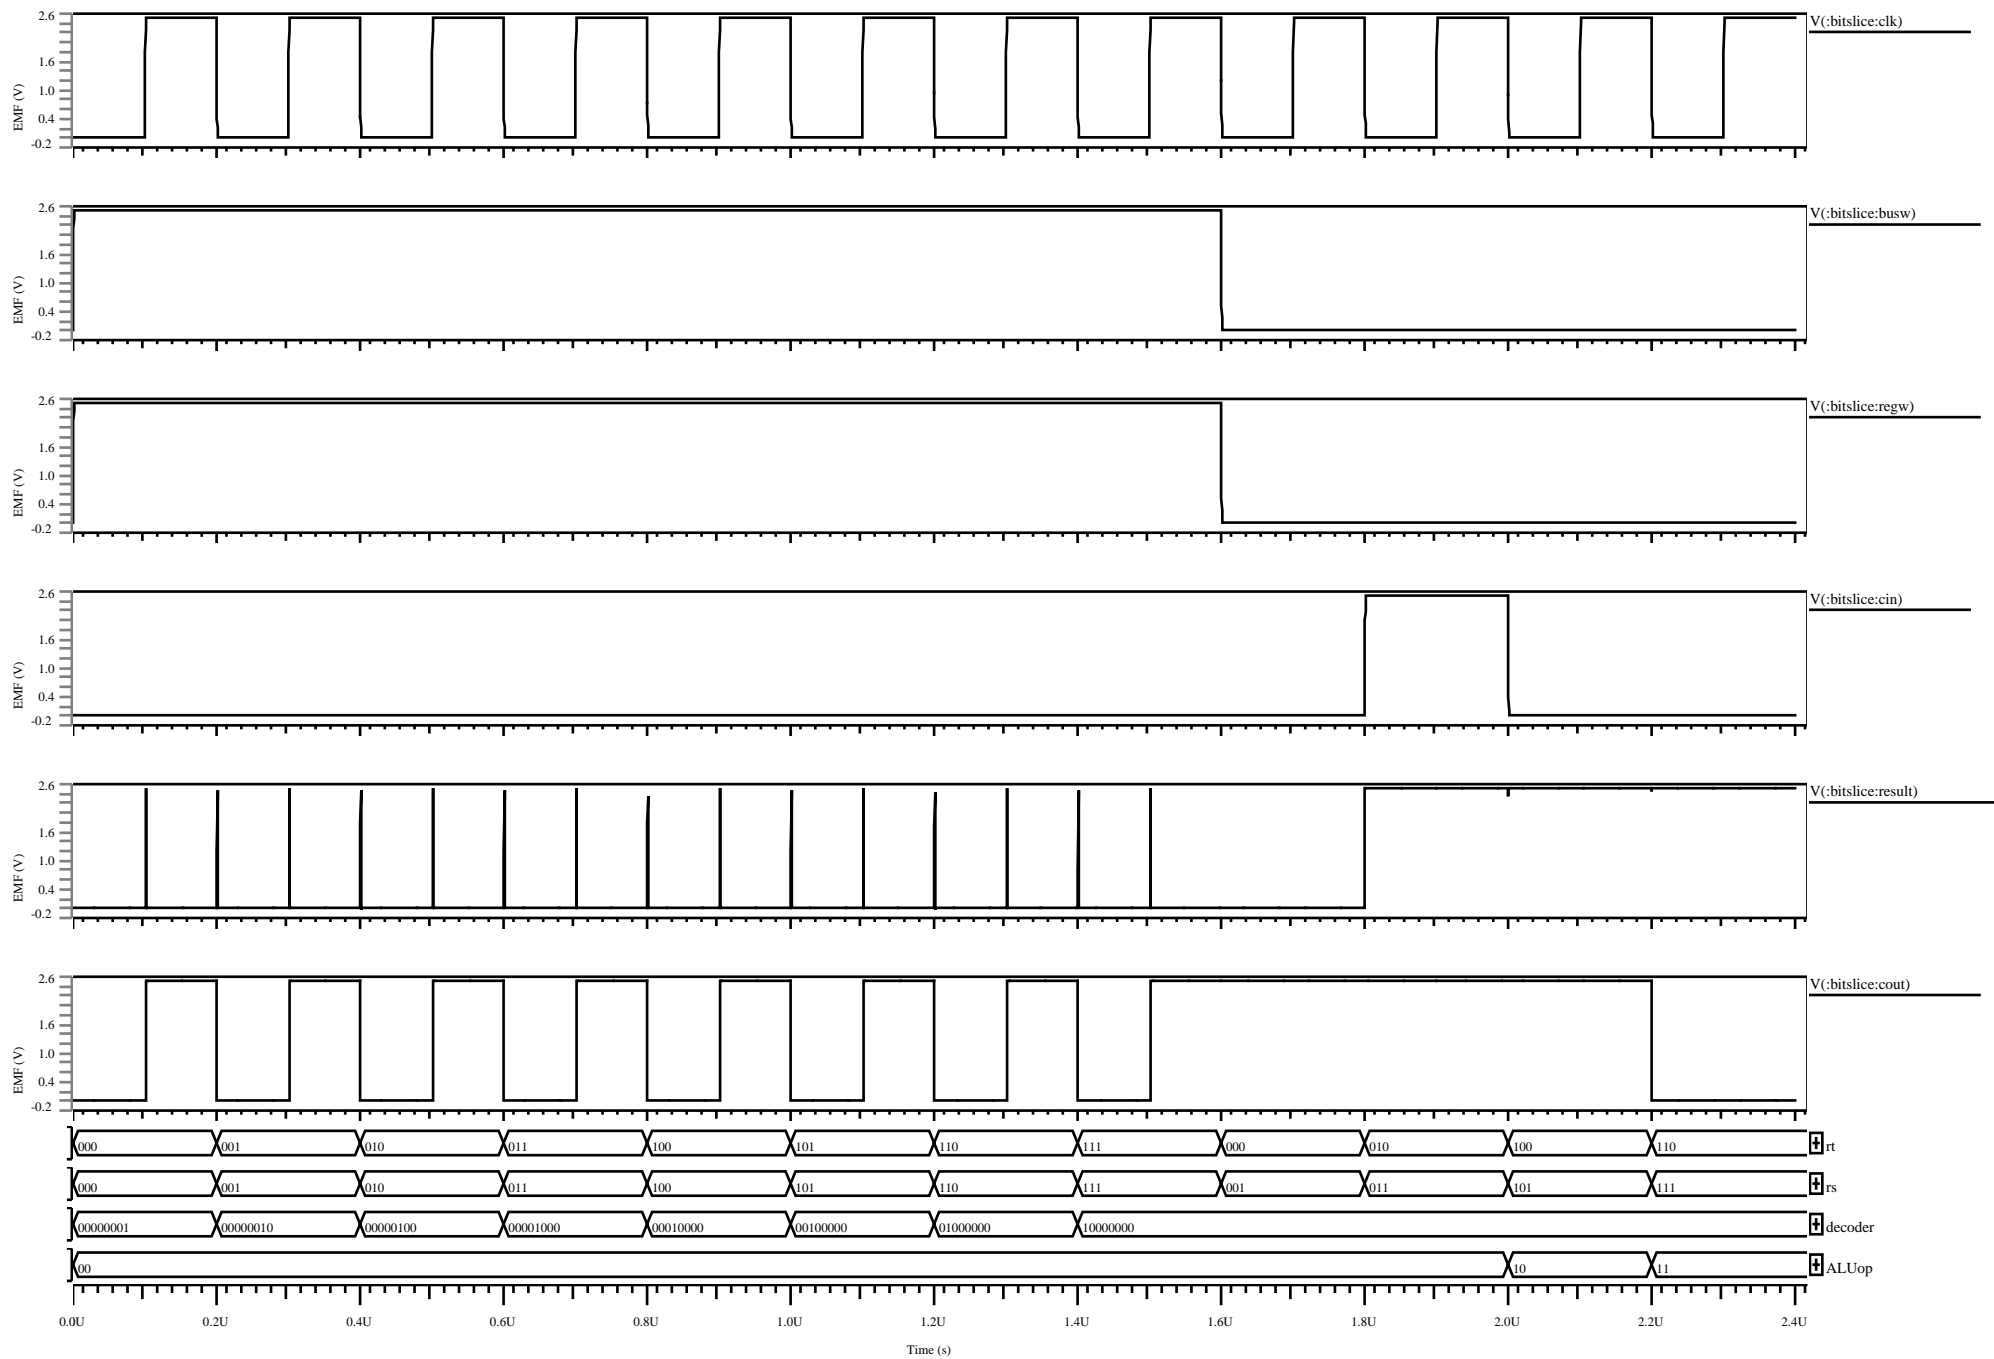 2.6
1.6
1.0
0.4
-0.2
EMF (V)
V(:bitslice:clk)
2.6
1.6
1.0
0.4
-0.2
EMF (V)
V(:bitslice:busw)
2.6
1.6
1.0
0.4
-0.2
EMF (V)
V(:bitslice:regw)
2.6
1.6
1.0
0.4
-0.2
EMF (V)
V(:bitslice:cin)
2.6
1.6
1.0
0.4
-0.2
EMF (V)
V(:bitslice:result)
2.6
1.6
1.0
0.4
-0.2
EMF (V)
V(:bitslice:cout)
000 001 010 011 100 101 110 111 000 010 100 110 rt
000 001 010 011 100 101 110 111 001 011 101 111 rs
00000001 00000010 00000100 00001000 00010000 00100000 01000000 10000000 decoder
00 10 11 ALUop
0.0U 0.2U 0.4U 0.6U 0.8U 1.0U 1.2U 1.4U 1.6U 1.8U 2.0U 2.2U 2.4U
Time (s)